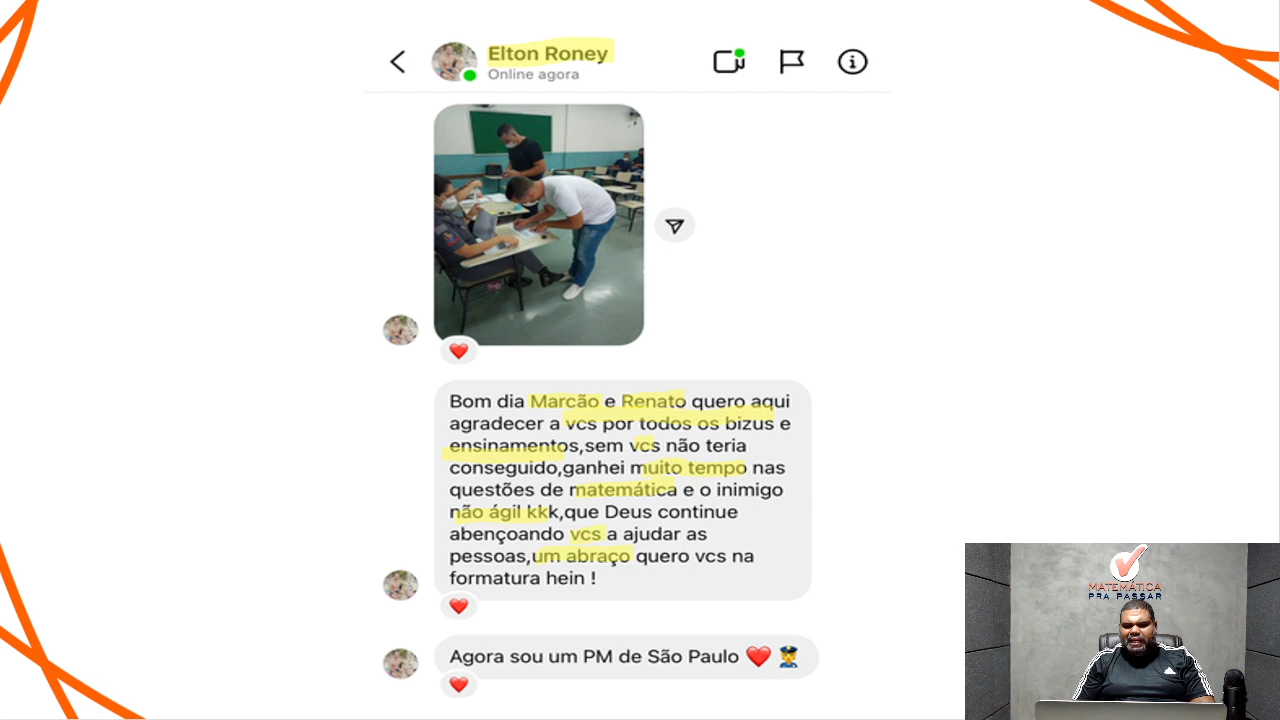 Elton Roney
Online agora
Bom dia Marcão e Renato quero aqui
agradecer a vcs por todos os bizus e
ensinamentos,sem vcs não teria
conseguido,ganhei muito tempo nas
questões de matemática e o inimigo
não ágil kkk,que Deus continue
abençoando vcs a ajudar as
pessoas,um abraço quero vcs na
formatura hein !
Agora sou um PM de São Paulo ❤️ 👮‍♂️
MATEMÁTICA
PRA PASSAR